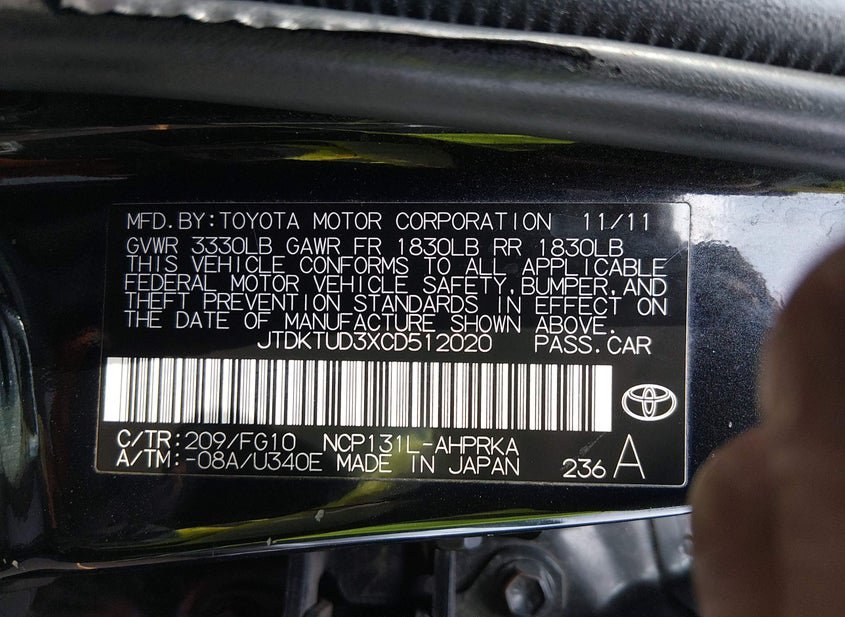 MFD.BY:TOYOTA MOTOR CORPORATION 11/11
GVWR 3330LB GAWR FR 1830LB RR 1830LB
THIS VEHICLE CONFORMS TO ALL APPLICABLE
FEDERAL MOTOR VEHICLE SAFETY,BUMPER,AND
THEFT PREVENTION STANDARDS IN EFFECT ON
THE DATE OF MANUFACTURE SHOWN ABOVE.
JTDKTUD3XCD512020 PASS.CAR
C/TR:209/FG10 NCP131L-AHPRKA
A/TM:-08A/U340E MADE IN JAPAN 236 A